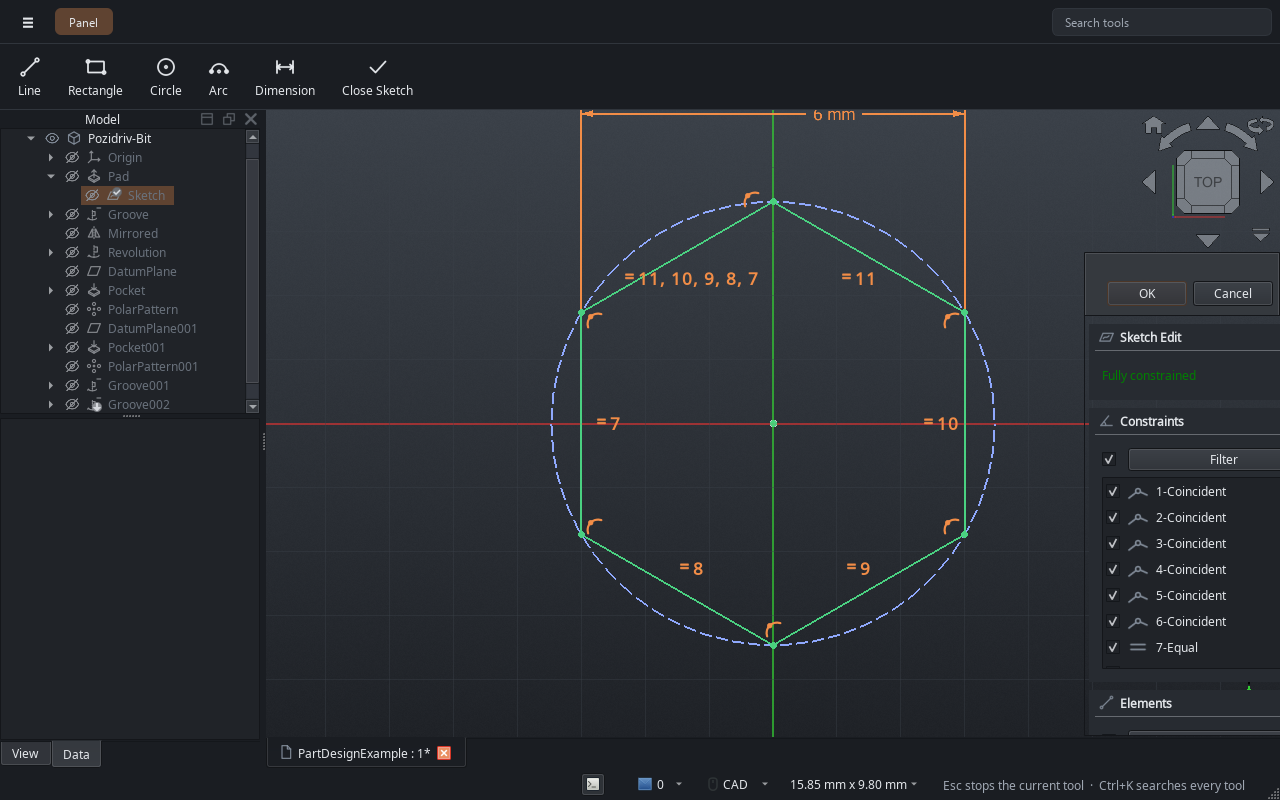 Panel
Search tools
Line
Rectangle
Circle
Arc
Dimension
Close Sketch
Model
Pozidriv-Bit
Origin
Pad
Sketch
Groove
Mirrored
Revolution
DatumPlane
Pocket
PolarPattern
DatumPlane001
Pocket001
PolarPattern001
Groove001
Groove002
View
Data
6 mm
=11, 10, 9, 8, 7
=11
=7
=10
=8
=9
TOP
OK
Cancel
Sketch Edit
Fully constrained
Constraints
Filter
1-Coincident
2-Coincident
3-Coincident
4-Coincident
5-Coincident
6-Coincident
7-Equal
Elements
PartDesignExample : 1*
0
CAD
15.85 mm x 9.80 mm
Esc stops the current tool · Ctrl+K searches every tool